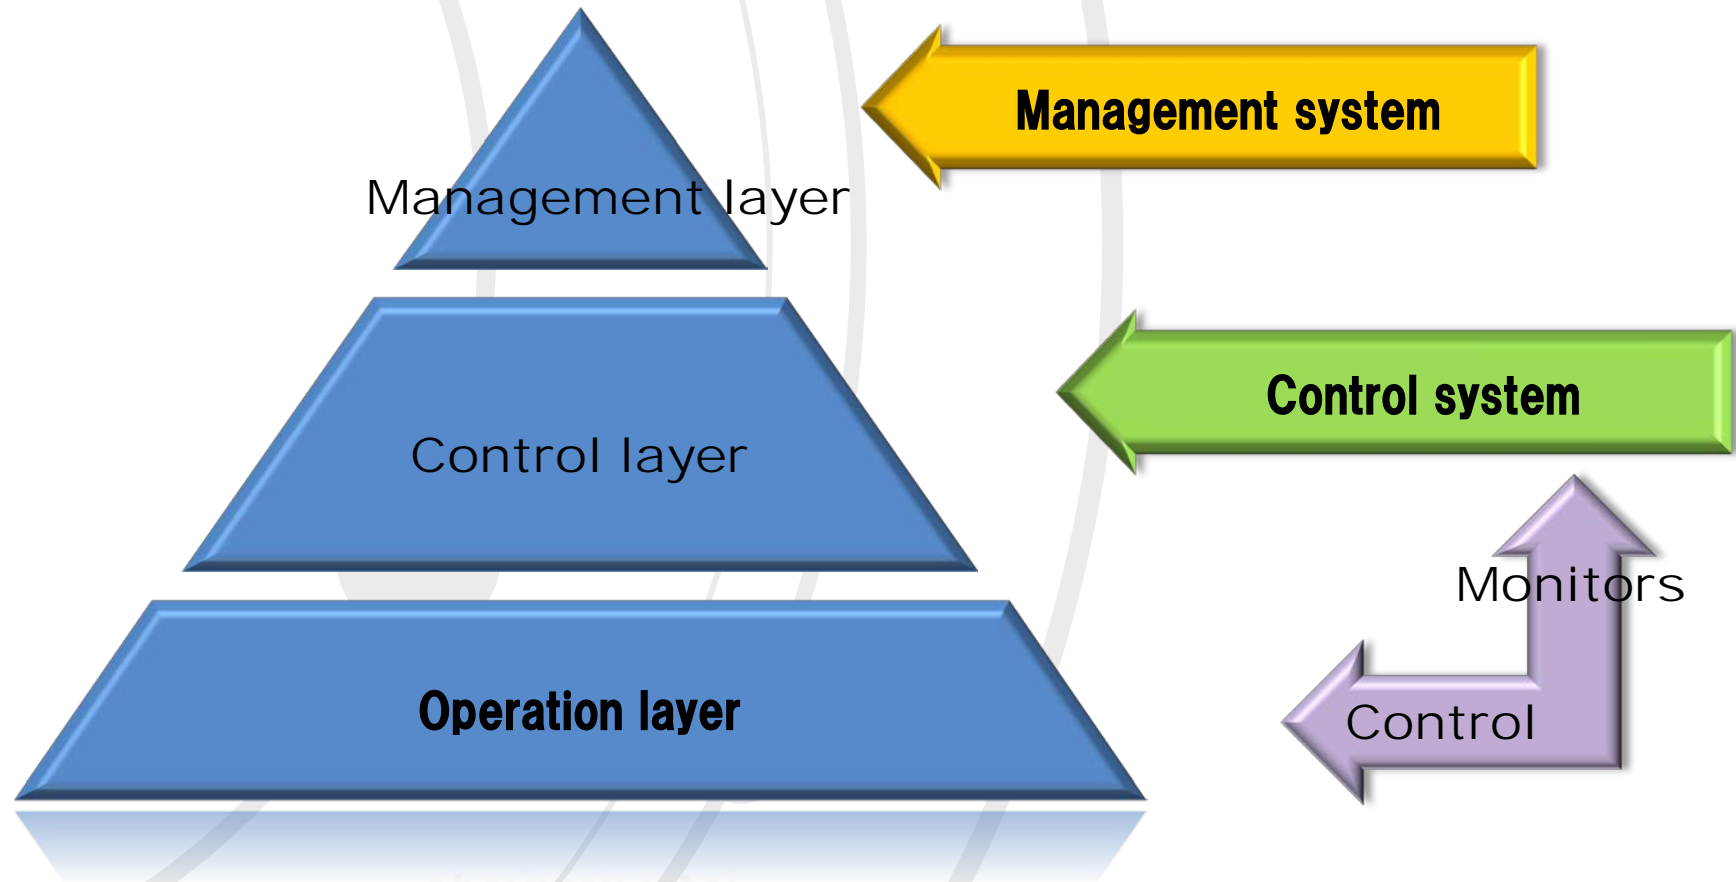 Management system
Management layer
Control system
Control layer
Monitors
Operation layer
Control